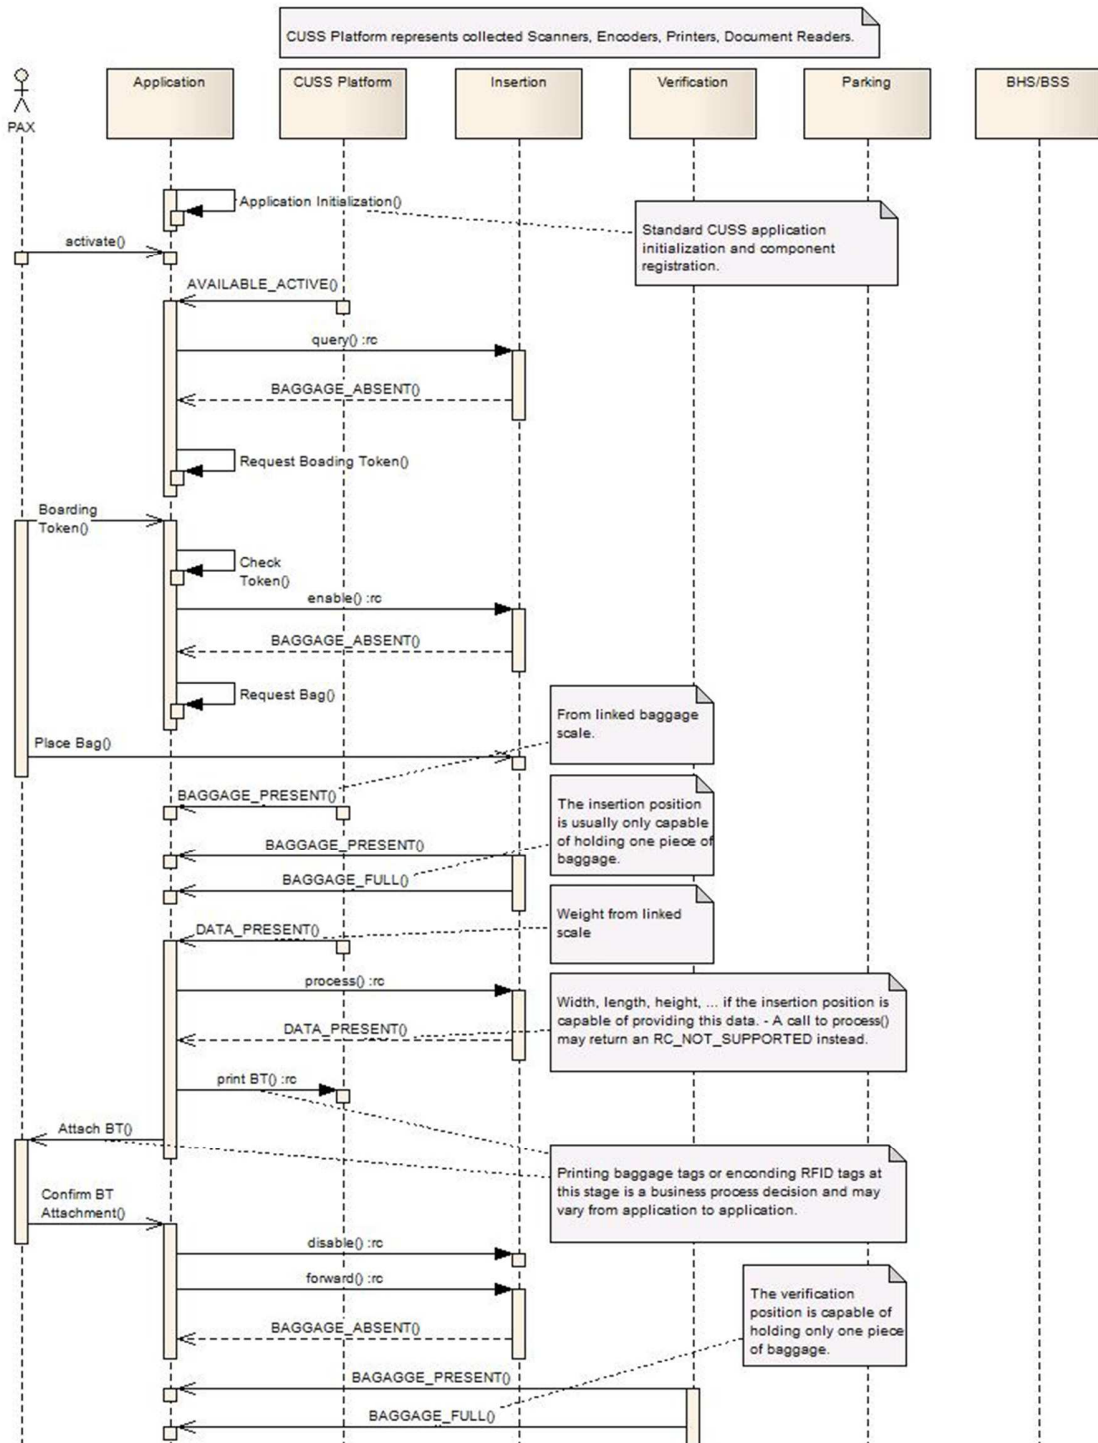 CUSS Platform represents collected Scanners, Encoders, Printers, Document Readers.
PAX
Application
CUSS Platform
Insertion
Verification
Parking
BHS/BSS
Application Initialization()
Standard CUSS application
initialization and component
registration.
activate()
AVAILABLE_ACTIVE()
query() :rc
BAGGAGE_ABSENT()
Request Boading Token()
Boarding
Token()
Check
Token()
enable() :rc
BAGGAGE_ABSENT()
Request Bag()
From linked baggage
scale.
Place Bag()
BAGGAGE_PRESENT()
The insertion position
is usually only capable
of holding one piece of
baggage.
BAGGAGE_PRESENT()
BAGGAGE_FULL()
Weight from linked
scale
DATA_PRESENT()
process() :rc
Width, length, height, ... if the insertion position is
capable of providing this data. - A call to process()
may return an RC_NOT_SUPPORTED instead.
DATA_PRESENT()
print BT() :rc
Attach BT()
Printing baggage tags or enconding RFID tags at
this stage is a business process decision and may
vary from application to application.
Confirm BT
Attachment()
disable() :rc
forward() :rc
The verification
position is capable of
holding only one piece
of baggage.
BAGGAGE_ABSENT()
BAGAGGE_PRESENT()
BAGGAGE_FULL()